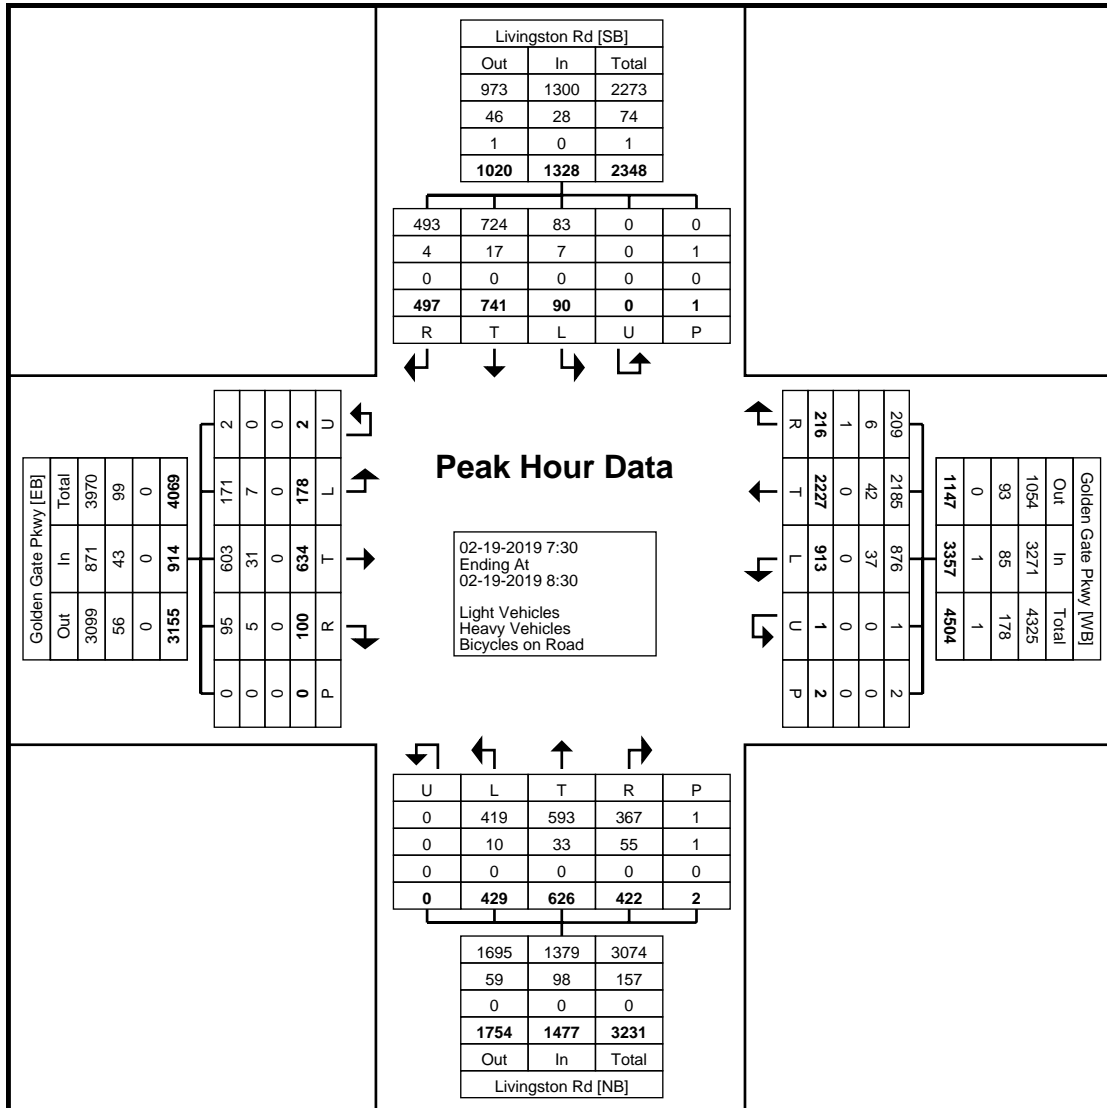 Livingston Rd [SB]
Out In Total
973 1300 2273
46 28 74
1 0 1
1020 1328 2348
493 724 83 0 0
4 17 7 0 1
0 0 0 0 0
497 741 90 0 1
R T L U P
Golden Gate Pkwy [EB]
Total In Out
3970 871 3099
99 43 56
0 0 0
4069 914 3155
2 171 603 95 0
0 7 31 5 0
0 0 0 0 0
2 178 634 100 0
U L T R P
Peak Hour Data
02-19-2019 7:30
Ending At
02-19-2019 8:30
Light Vehicles
Heavy Vehicles
Bicycles on Road
Golden Gate Pkwy [WB]
Out In Total
1054 3271 4325
93 85 178
0 1 1
1147 3357 4504
209 2185 876 1 2
6 42 37 0 0
1 0 0 0 0
216 2227 913 1 2
R T L U P
U L T R P
0 419 593 367 1
0 10 33 55 1
0 0 0 0 0
0 429 626 422 2
1695 1379 3074
59 98 157
0 0 0
1754 1477 3231
Out In Total
Livingston Rd [NB]